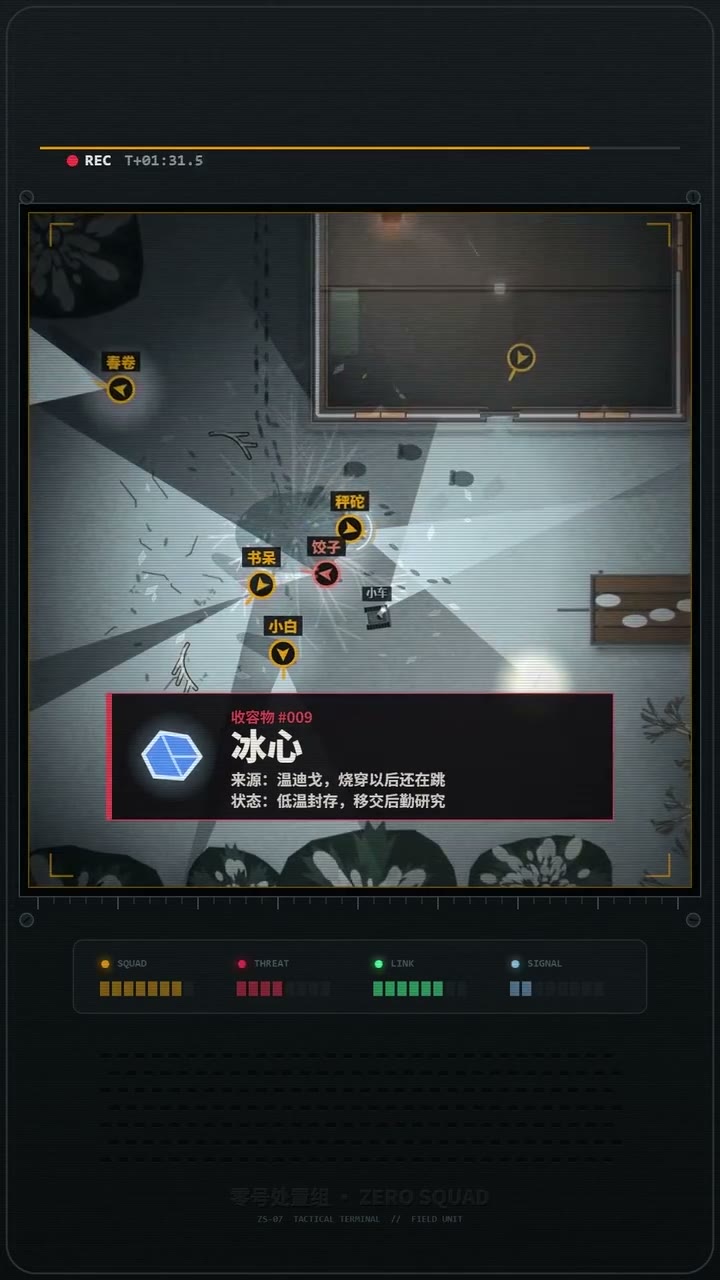 REC T+01:31.5
春卷
秤砣
饺子
书呆
小车
小白
收容物 #009
冰心
来源：温迪戈，烧穿以后还在跳
状态：低温封存，移交后勤研究
SQUAD THREAT LINK SIGNAL
零号处置组 · ZERO SQUAD
ZS-07 TACTICAL TERMINAL // FIELD UNIT